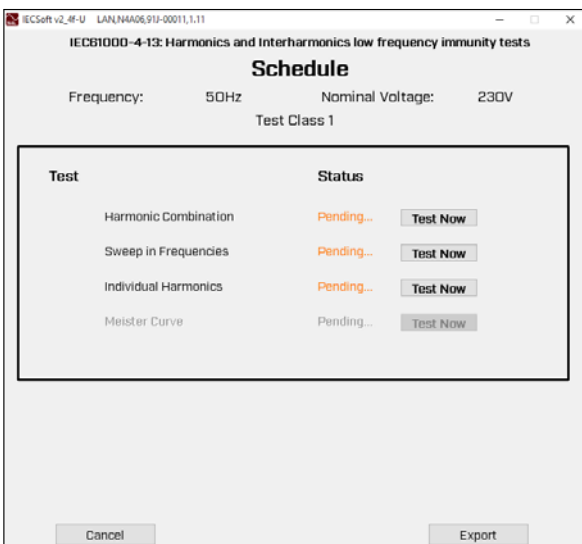 IECSoft v2_4f-U LAN,N4A06,91J-00011,1.11
IEC61000-4-13: Harmonics and Interharmonics low frequency immunity tests
Schedule
Frequency: 50Hz Nominal Voltage: 230V
Test Class 1
Test Status
Harmonic Combination Pending... Test Now
Sweep in Frequencies Pending... Test Now
Individual Harmonics Pending... Test Now
Meister Curve Pending... Test Now
Cancel Export